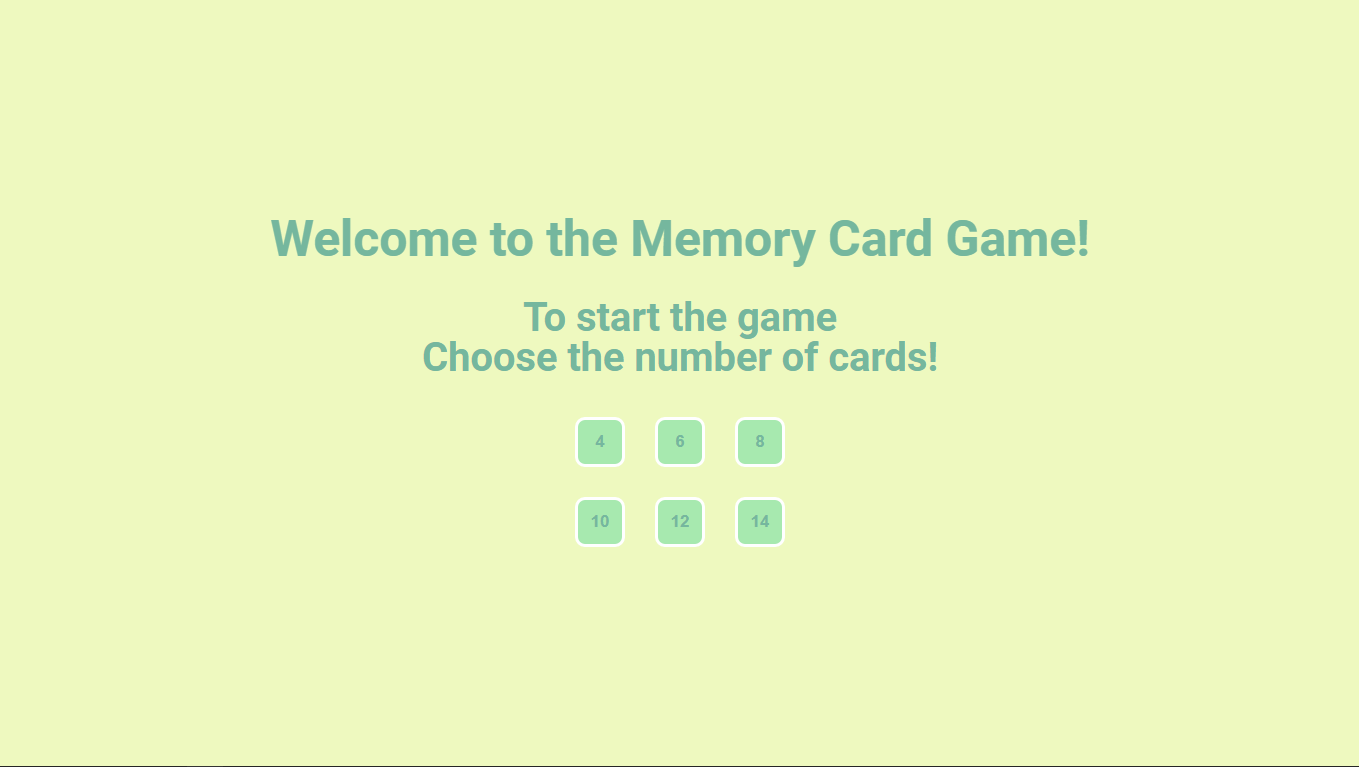 Welcome to the Memory Card Game!
To start the game
Choose the number of cards!
4 6 8
10 12 14